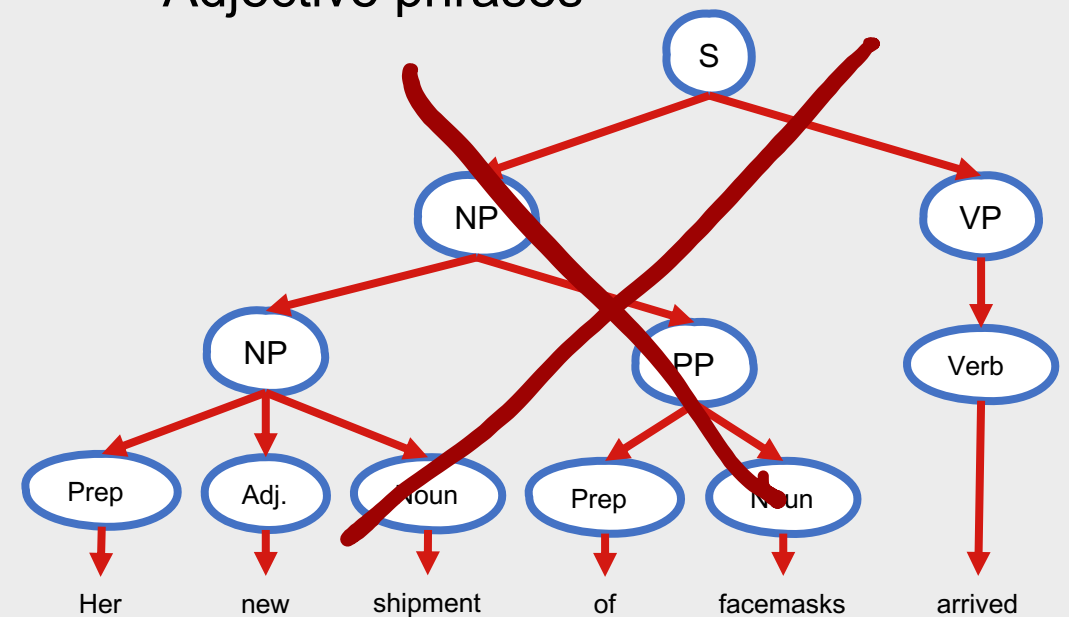 Adjective phrases
S
NP VP
NP PP Verb
Prep Adj. Noun Prep Noun
Her new shipment of facemasks arrived